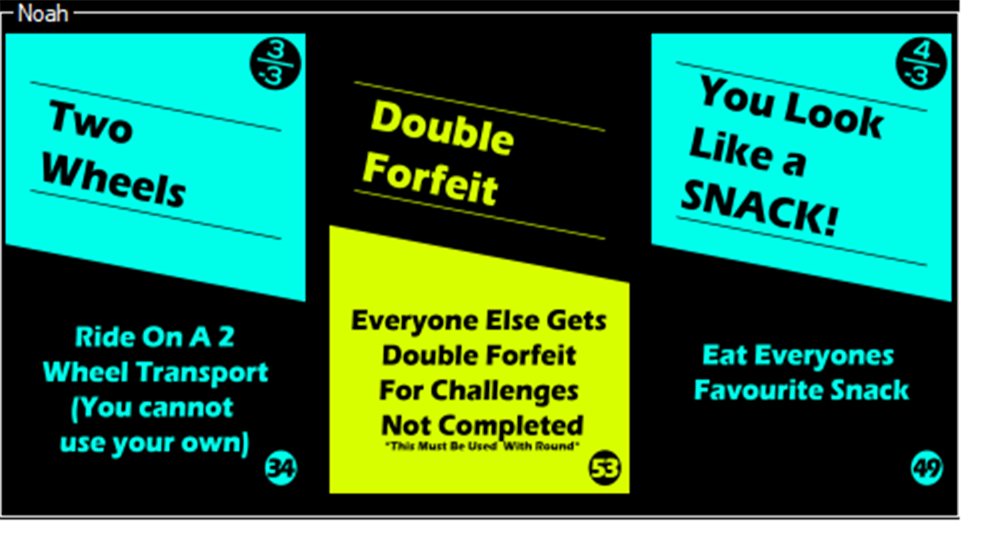 Noah
3
-3
Two
Wheels
Ride On A 2
Wheel Transport
(You cannot
use your own)
34
Double
Forfeit
Everyone Else Gets
Double Forfeit
For Challenges
Not Completed
"This Must Be Used With Round"
53
4
-3
You Look
Like a
SNACK!
Eat Everyones
Favourite Snack
49